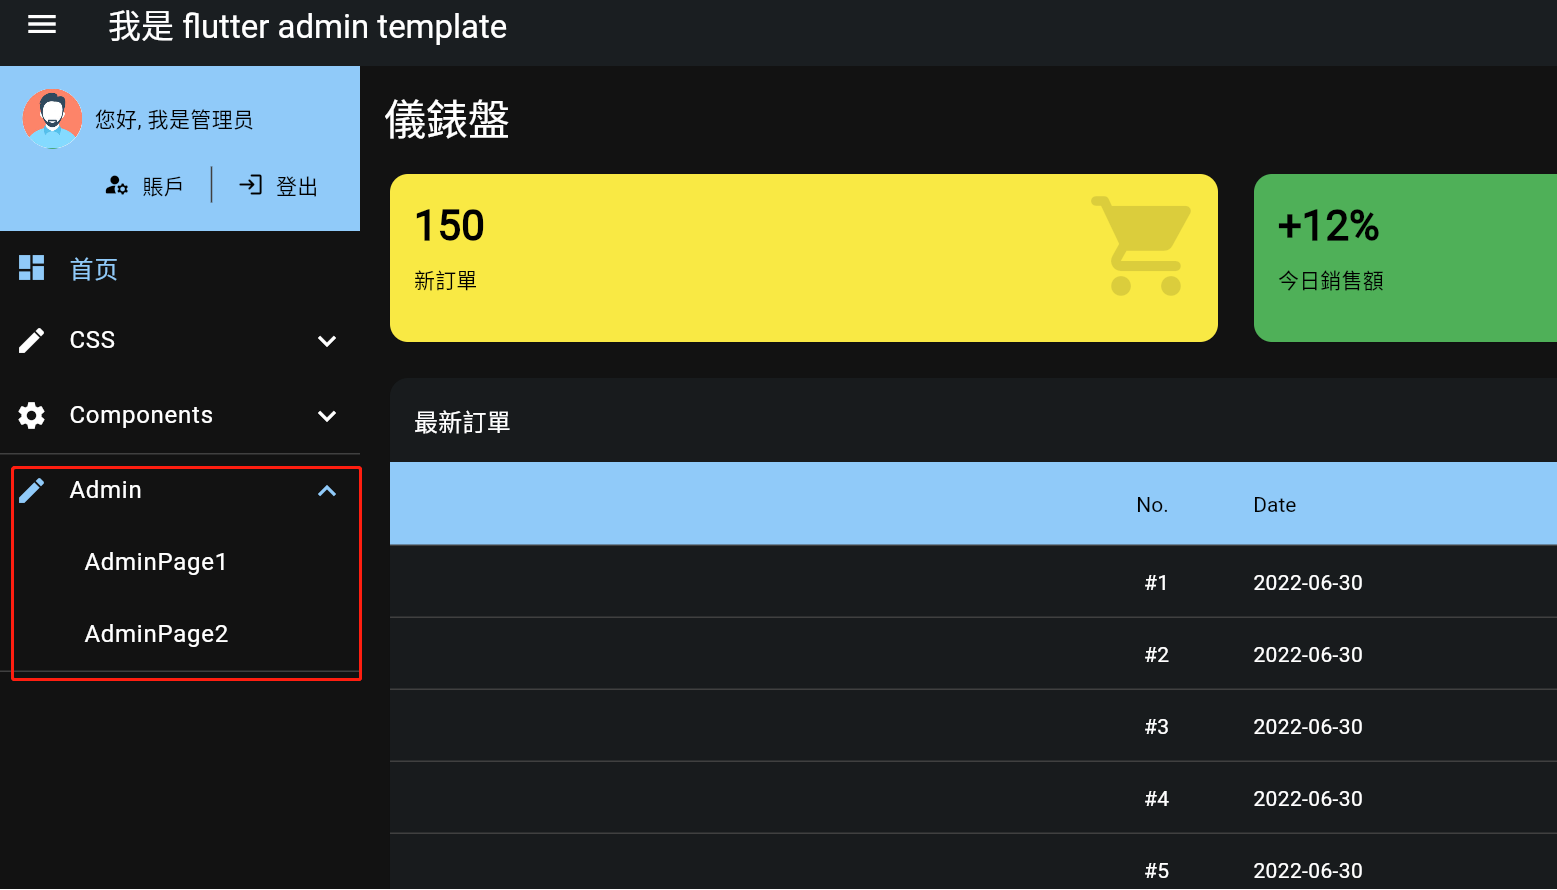 我是 flutter admin template
您好, 我是管理员
賬戶
登出
首页
CSS
Components
Admin
AdminPage1
AdminPage2
儀錶盤
150
新訂單
+12%
今日銷售額
最新訂單
No. Date
#1 2022-06-30
#2 2022-06-30
#3 2022-06-30
#4 2022-06-30
#5 2022-06-30